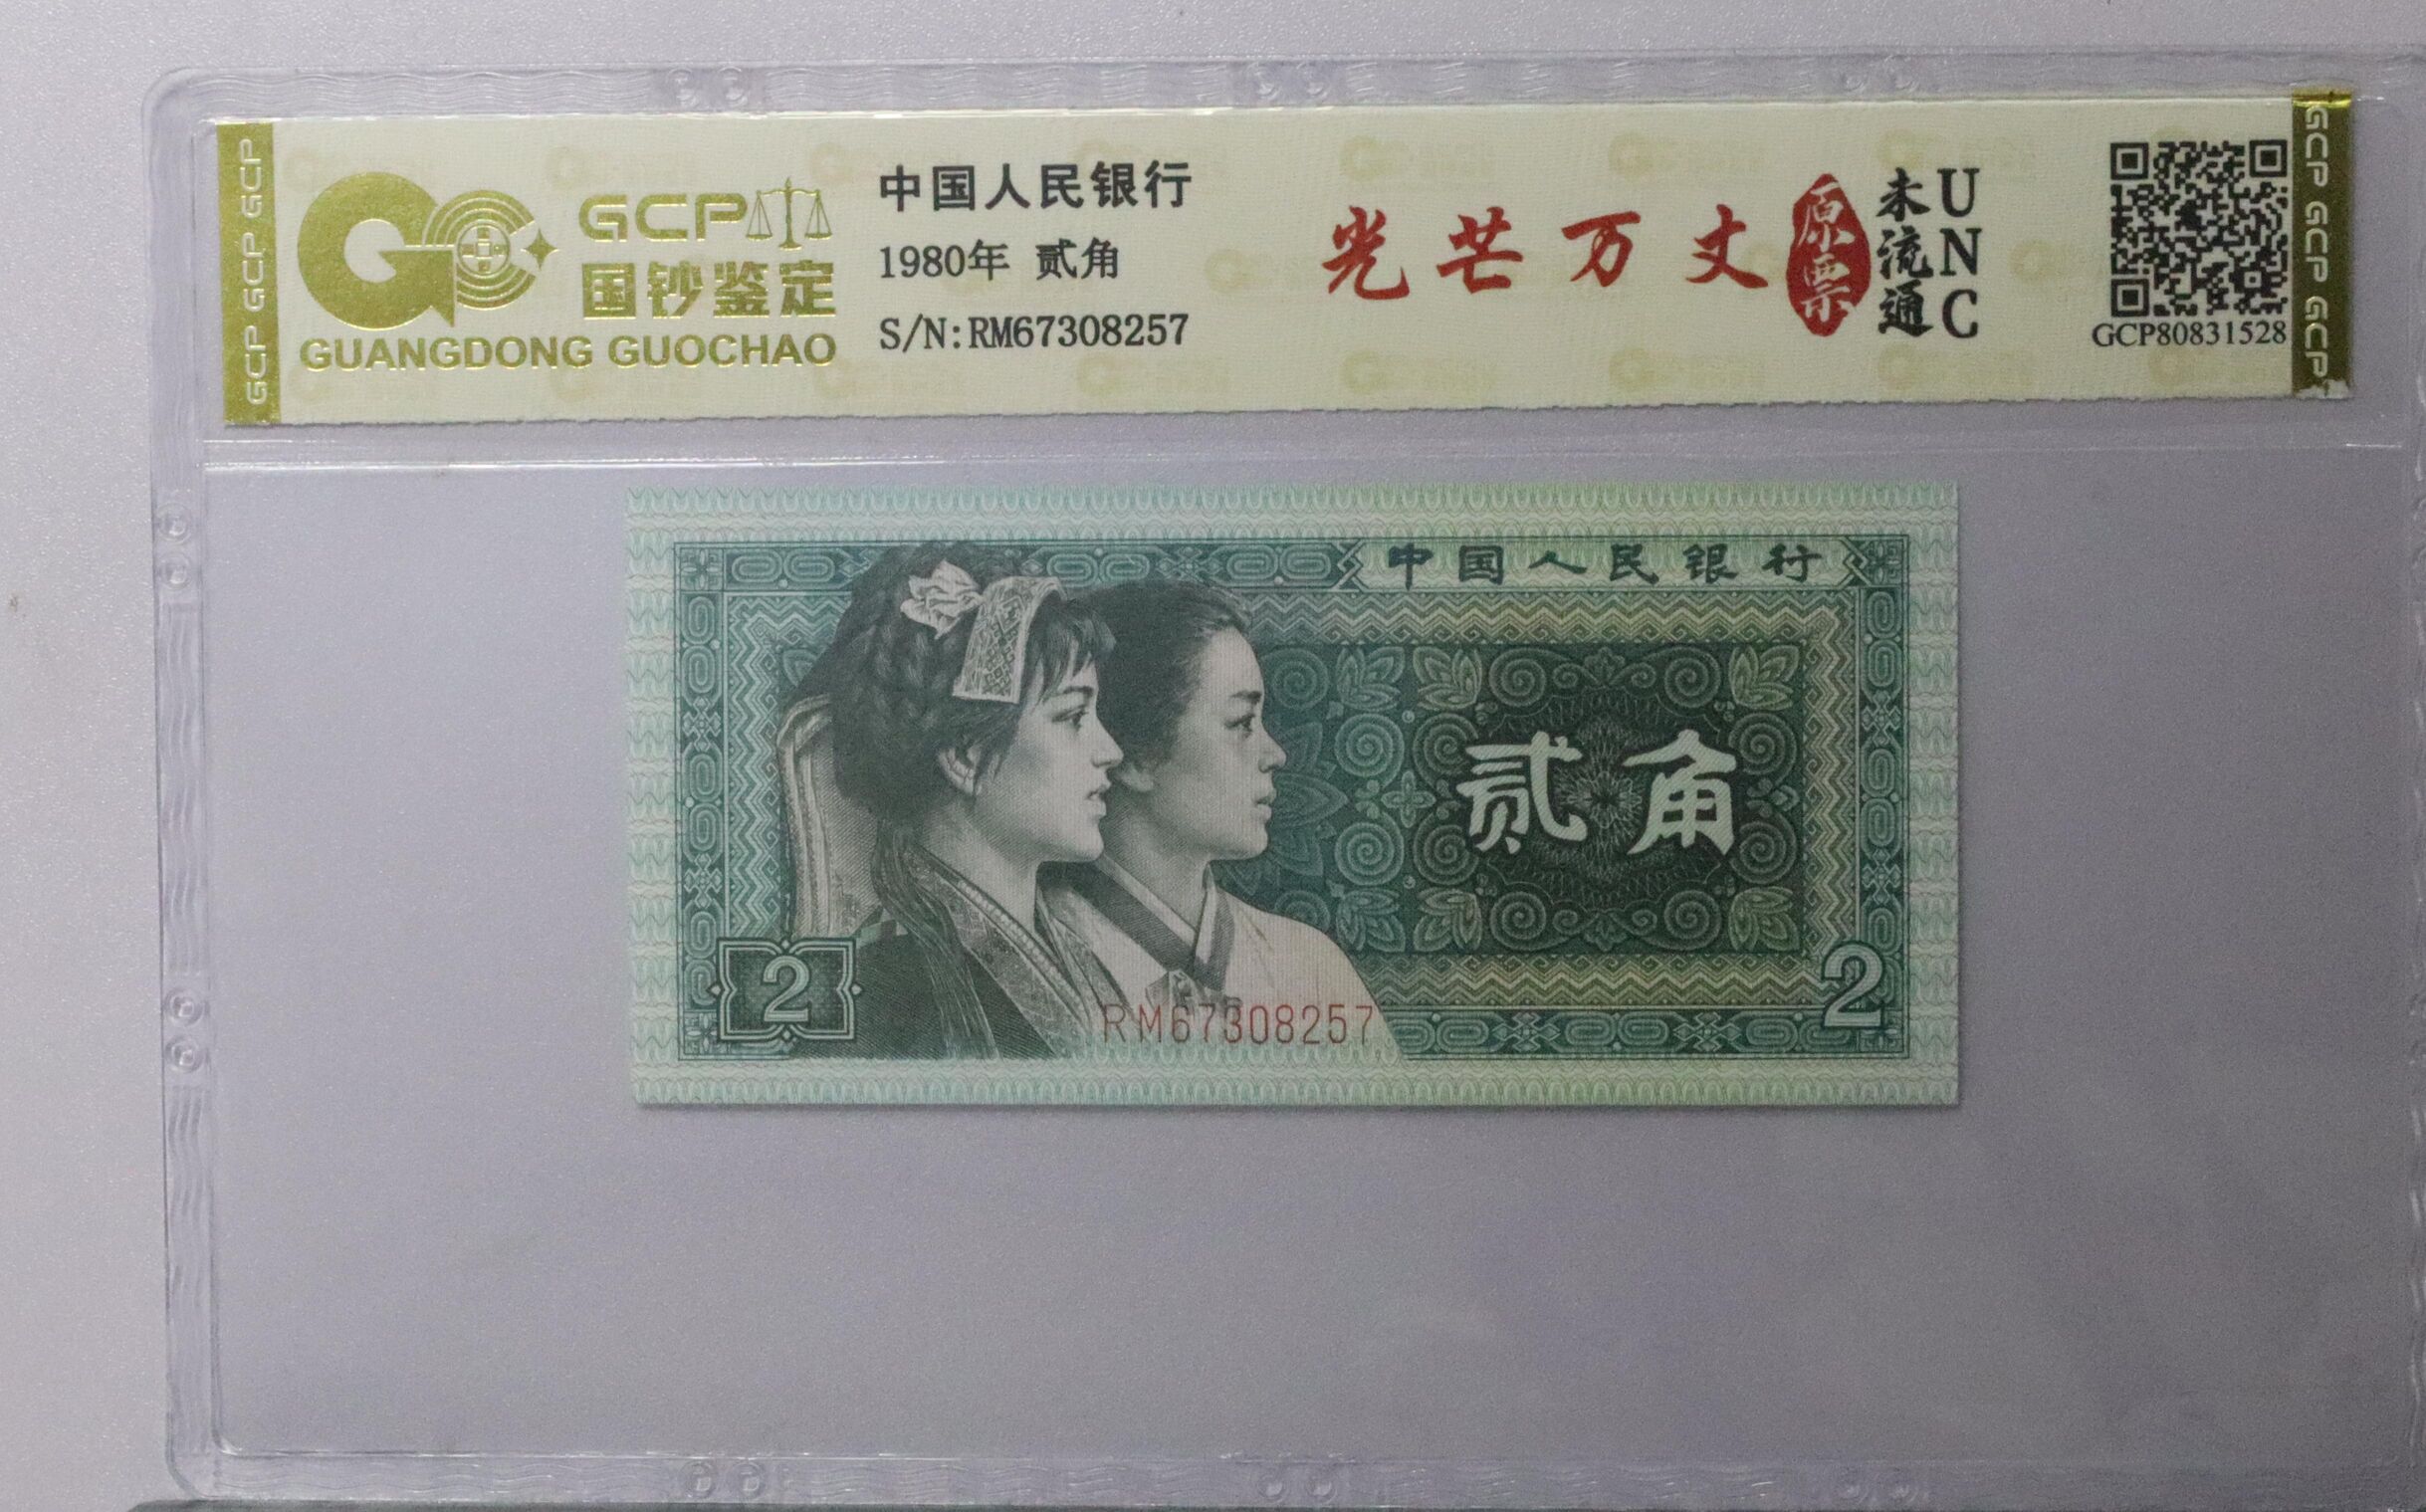 GCP GCP GCP
GCP
国钞鉴定
GUANGDONG GUOCHAO
中国人民银行
1980年 贰角
S/N:RM67308257
光芒万丈
原票
未流通
UNC
GCP80831528
GCP GCP GCP
中国人民银行
贰角
2
2
RM67308257